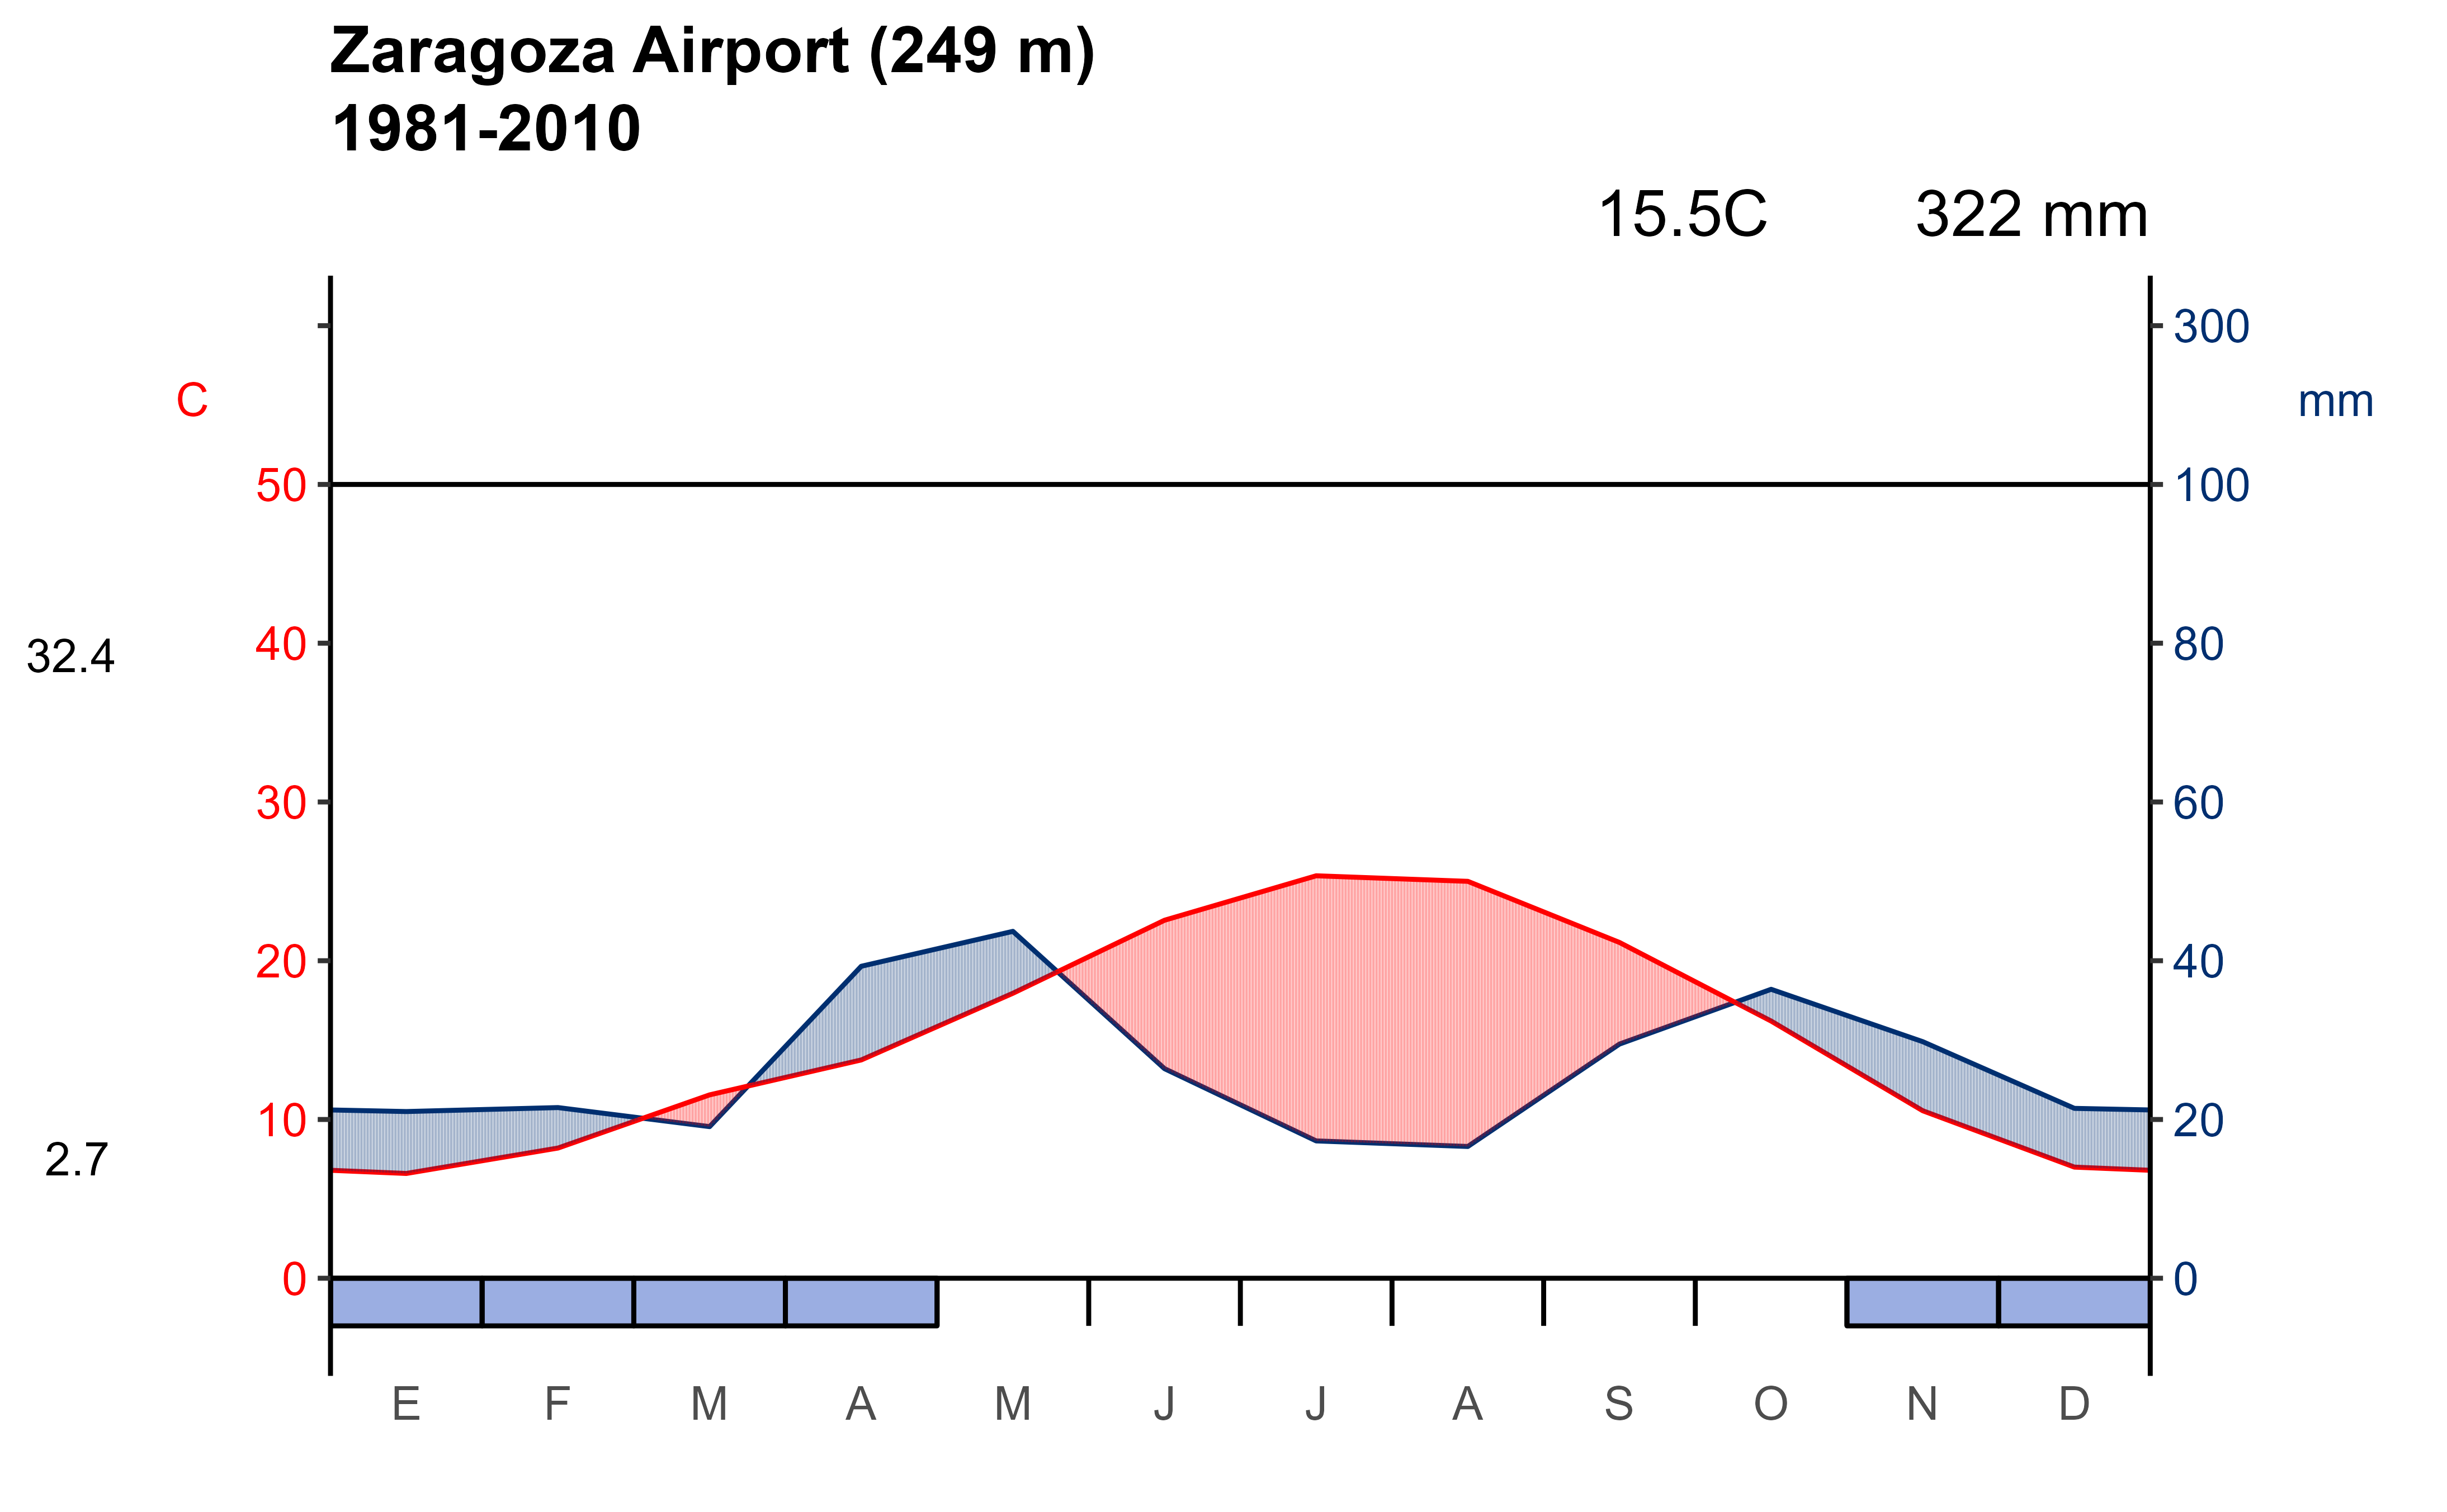 Zaragoza Airport (249 m)
1981-2010
15.5C 322 mm
300
C mm
50 100
40 80
32.4
30 60
20 40
10 20
2.7
0 0
E F M A M J J A S O N D